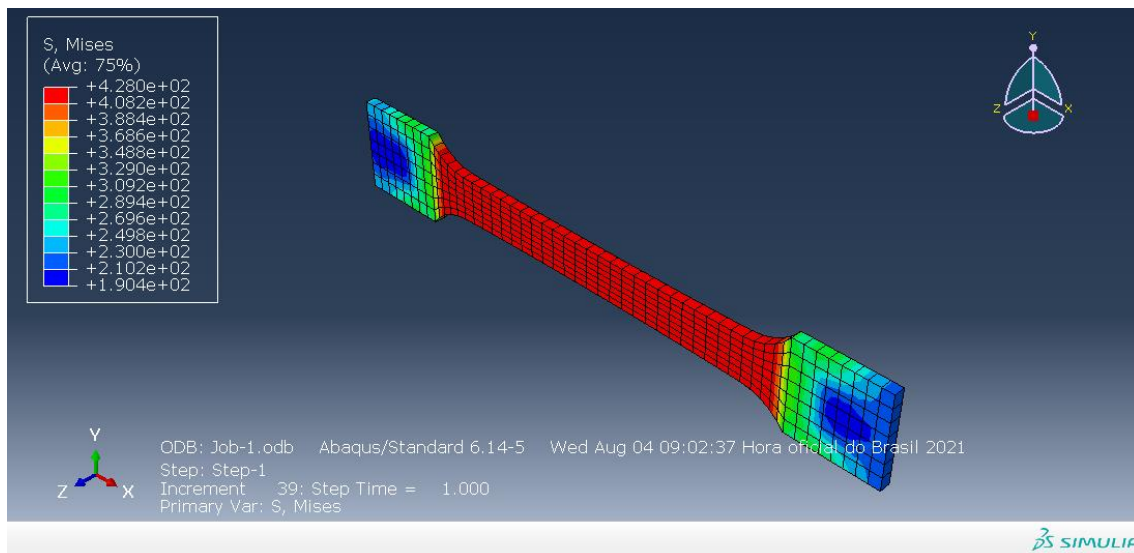 S, Mises
(Avg: 75%)
+4.280e+02
+4.082e+02
+3.884e+02
+3.686e+02
+3.488e+02
+3.290e+02
+3.092e+02
+2.894e+02
+2.696e+02
+2.498e+02
+2.300e+02
+2.102e+02
+1.904e+02
Y
Z
X
Y
Z
X
ODB: Job-1.odb Abaqus/Standard 6.14-5 Wed Aug 04 09:02:37 Hora oficial do Brasil 2021
Step: Step-1
Increment 39: Step Time = 1.000
Primary Var: S, Mises
SIMULIA